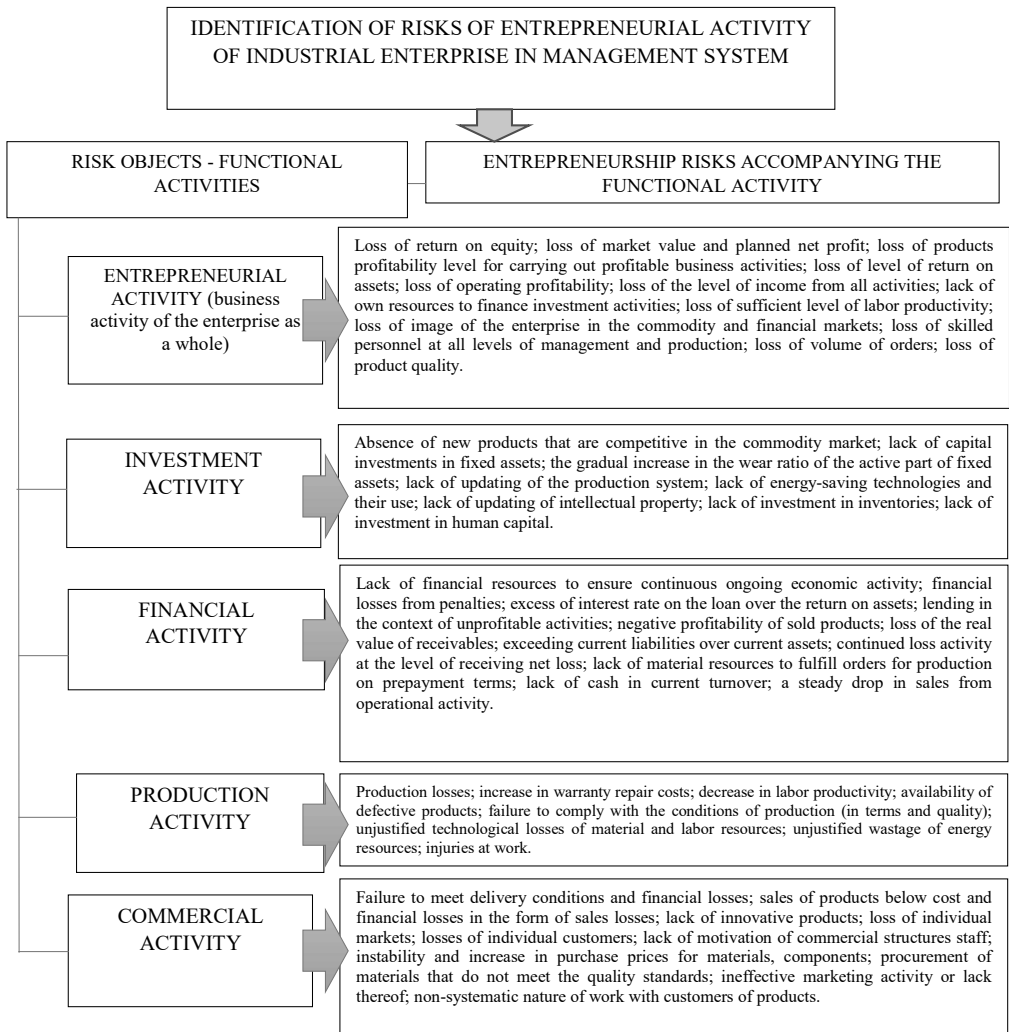 IDENTIFICATION OF RISKS OF ENTREPRENEURIAL ACTIVITY
OF INDUSTRIAL ENTERPRISE IN MANAGEMENT SYSTEM
RISK OBJECTS - FUNCTIONAL
ACTIVITIES
ENTREPRENEURSHIP RISKS ACCOMPANYING THE
FUNCTIONAL ACTIVITY
ENTREPRENEURIAL
ACTIVITY (business
activity of the enterprise as
a whole)
Loss of return on equity; loss of market value and planned net profit; loss of products
profitability level for carrying out profitable business activities; loss of level of return on
assets; loss of operating profitability; loss of the level of income from all activities; lack of
own resources to finance investment activities; loss of sufficient level of labor productivity;
loss of image of the enterprise in the commodity and financial markets; loss of skilled
personnel at all levels of management and production; loss of volume of orders; loss of
product quality.
INVESTMENT
ACTIVITY
Absence of new products that are competitive in the commodity market; lack of capital
investments in fixed assets; the gradual increase in the wear ratio of the active part of fixed
assets; lack of updating of the production system; lack of energy-saving technologies and
their use; lack of updating of intellectual property; lack of investment in inventories; lack of
investment in human capital.
FINANCIAL
ACTIVITY
Lack of financial resources to ensure continuous ongoing economic activity; financial
losses from penalties; excess of interest rate on the loan over the return on assets; lending in
the context of unprofitable activities; negative profitability of sold products; loss of the real
value of receivables; exceeding current liabilities over current assets; continued loss activity
at the level of receiving net loss; lack of material resources to fulfill orders for production
on prepayment terms; lack of cash in current turnover; a steady drop in sales from
operational activity.
PRODUCTION
ACTIVITY
Production losses; increase in warranty repair costs; decrease in labor productivity; availability of
defective products; failure to comply with the conditions of production (in terms and quality);
unjustified technological losses of material and labor resources; unjustified wastage of energy
resources; injuries at work.
COMMERCIAL
ACTIVITY
Failure to meet delivery conditions and financial losses; sales of products below cost and
financial losses in the form of sales losses; lack of innovative products; loss of individual
markets; losses of individual customers; lack of motivation of commercial structures staff;
instability and increase in purchase prices for materials, components; procurement of
materials that do not meet the quality standards; ineffective marketing activity or lack
thereof; non-systematic nature of work with customers of products.